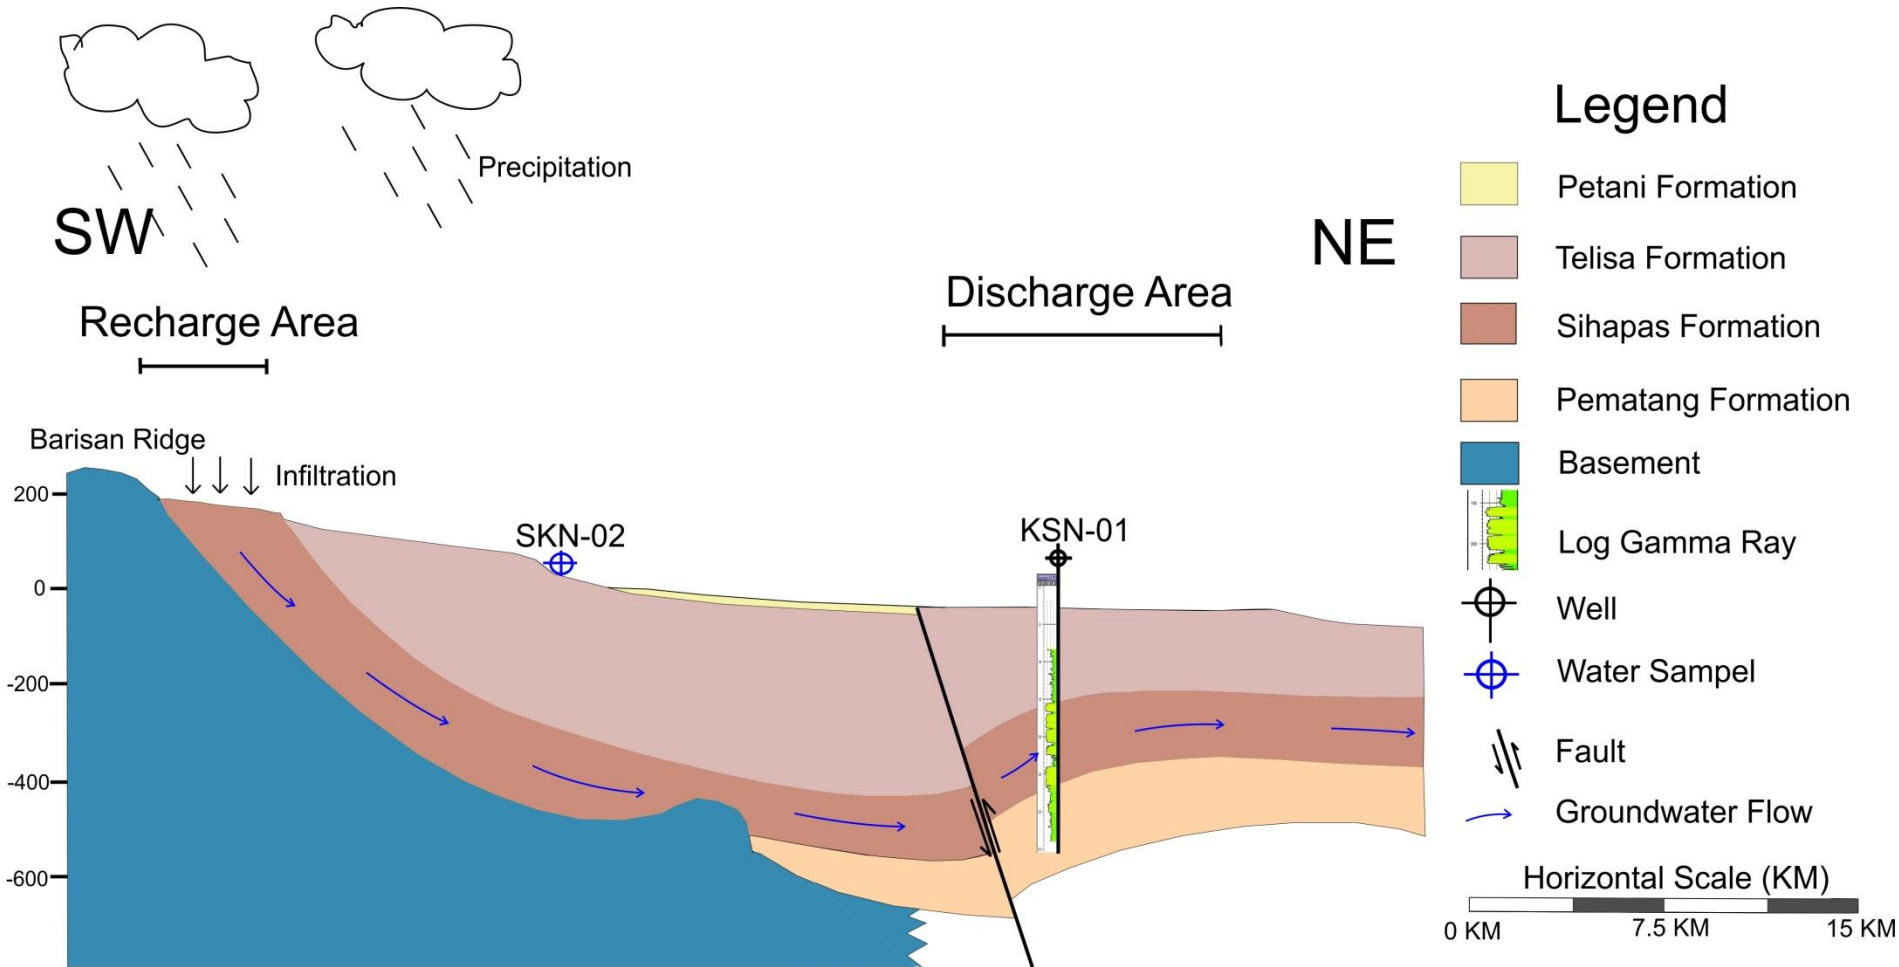 Precipitation
SW
NE
Recharge Area
Discharge Area
Barisan Ridge
Infiltration
SKN-02
KSN-01
200
0
-200
-400
-600
Legend
Petani Formation
Telisa Formation
Sihapas Formation
Pematang Formation
Basement
Log Gamma Ray
Well
Water Sampel
Fault
Groundwater Flow
Horizontal Scale (KM)
0 KM 7.5 KM 15 KM